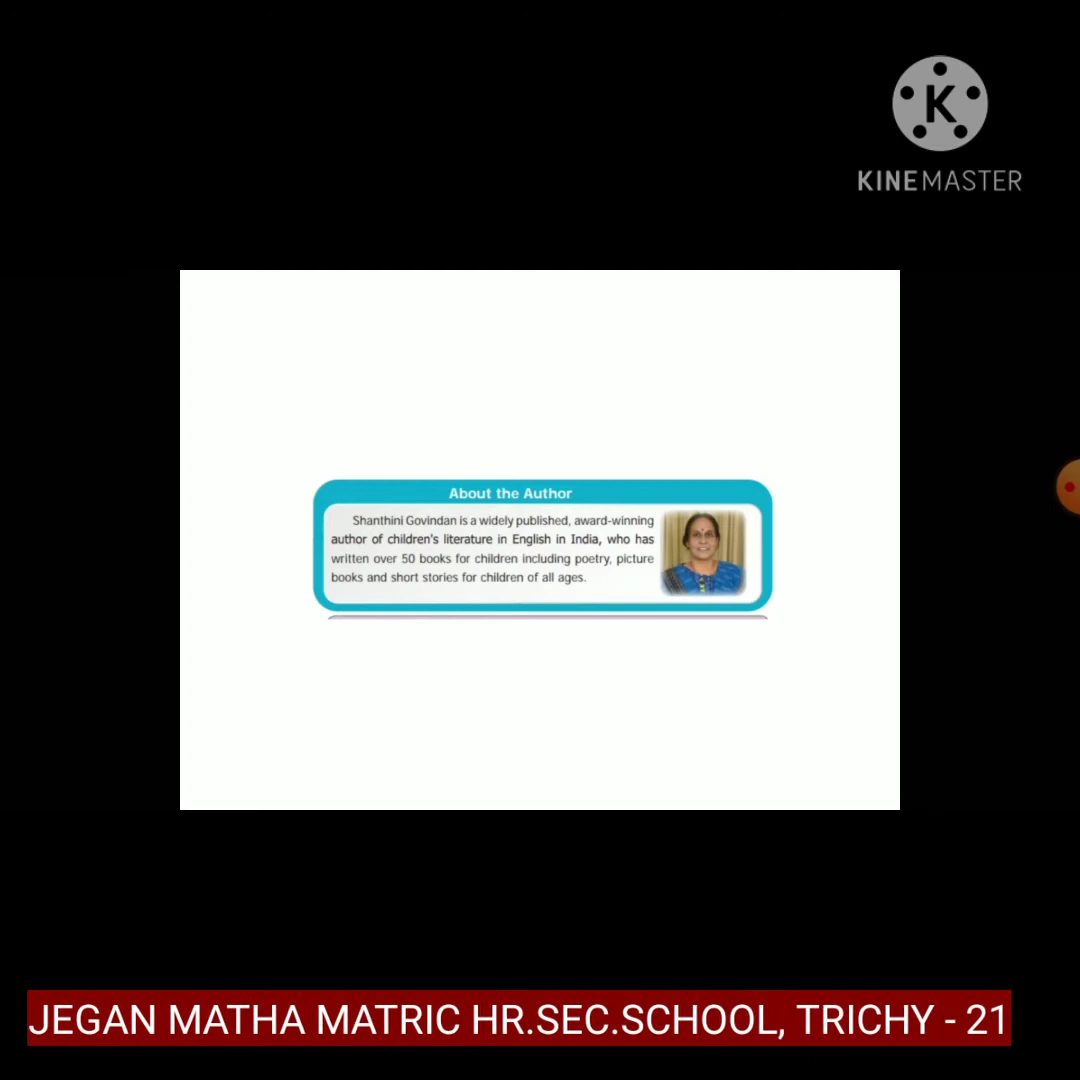 K
KINEMASTER
About the Author
Shanthini Govindan is a widely published, award-winning
author of children's literature in English in India, who has
written over 50 books for children including poetry, picture
books and short stories for children of all ages.
JEGAN MATHA MATRIC HR.SEC.SCHOOL, TRICHY - 21